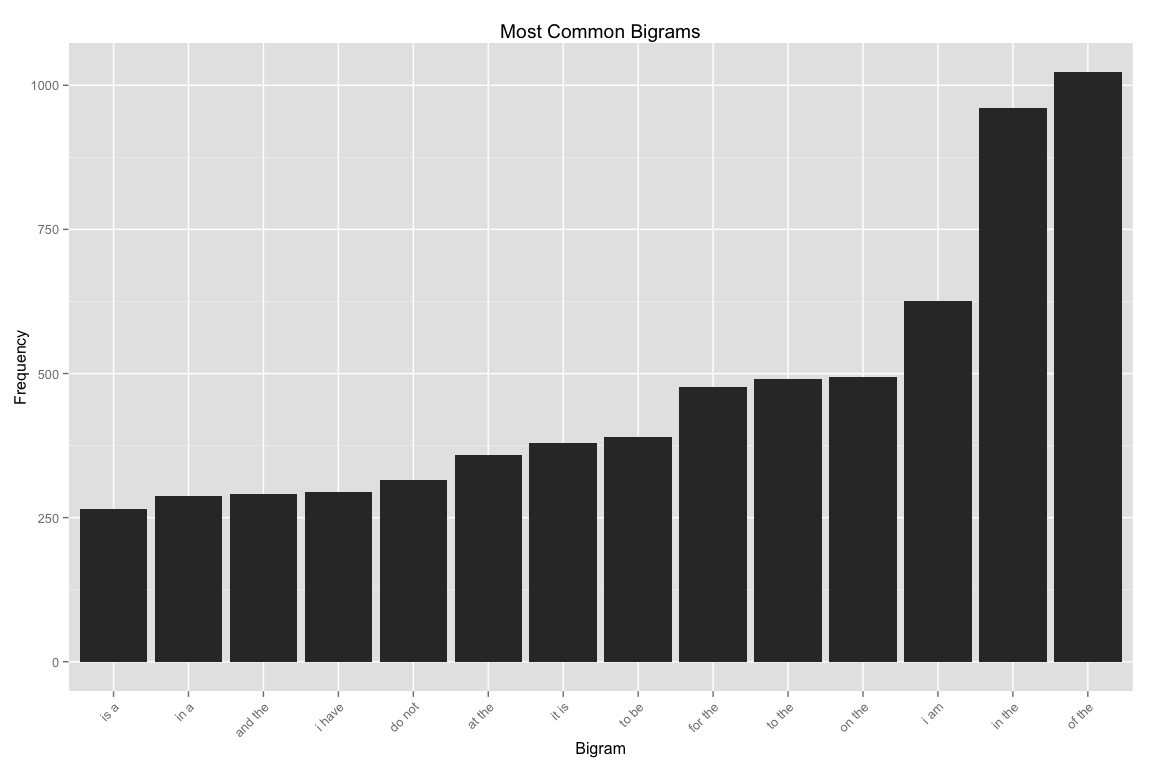 Most Common Bigrams
1000
750
500
250
0
Frequency
is a
in a
and the
i have
do not
at the
it is
to be
for the
to the
on the
i am
in the
of the
Bigram